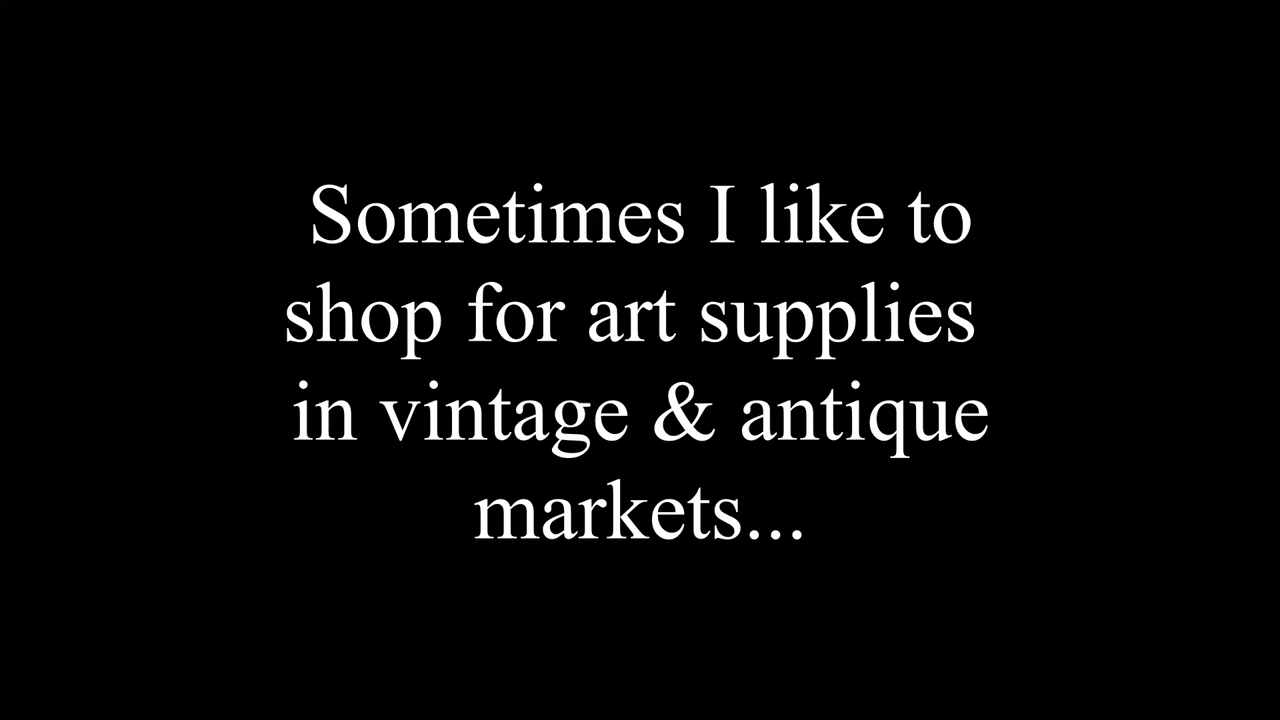 Sometimes I like to
shop for art supplies
in vintage & antique
markets...